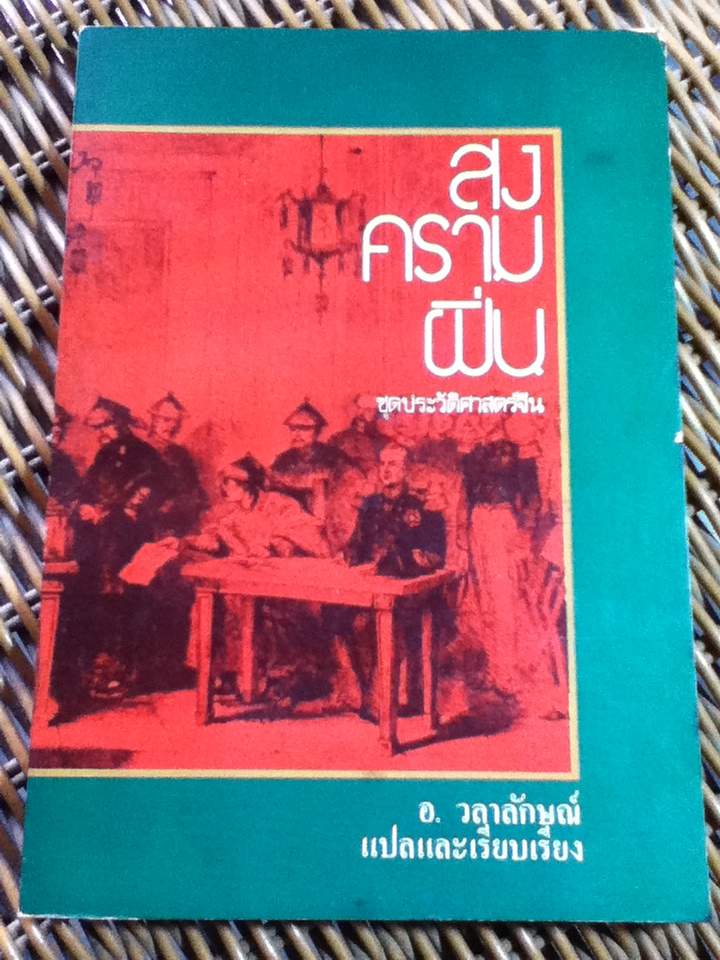 สง
คราม
ฝิ่น
ชุดประวัติศาสตร์จีน
อ. วลาลักษณ์
แปลและเรียบเรียง